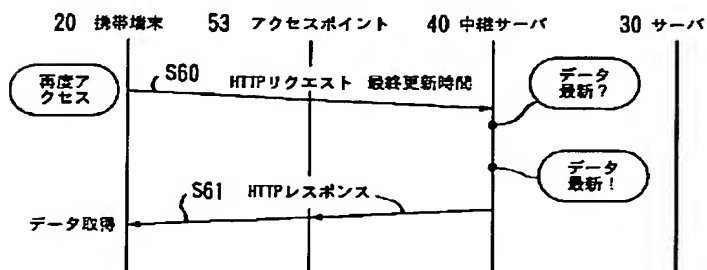 20 携帯端末 53 アクセスポイント 40 中継サーバ 30 サーバ
再度ア
クセス
S60 HTTPリクエスト 最終更新時間
データ
最新？
データ
最新！
S61 HTTPレスポンス
データ取得